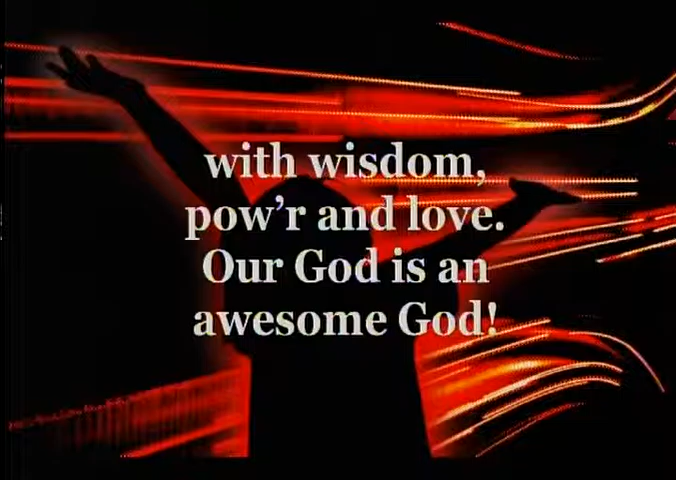 with wisdom,
pow’r and love.
Our God is an
awesome God!